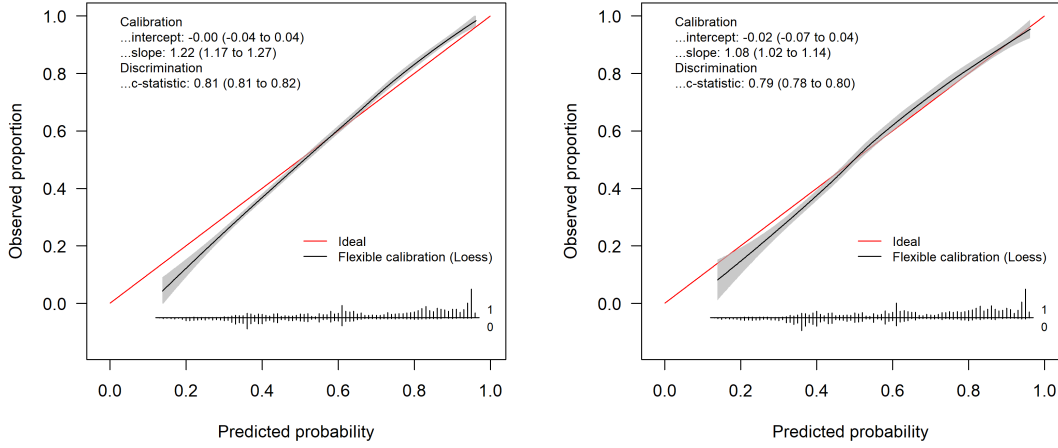 Calibration
...intercept: -0.00 (-0.04 to 0.04)
...slope: 1.22 (1.17 to 1.27)
Discrimination
...c-statistic: 0.81 (0.81 to 0.82)
Observed proportion
1.0
0.8
0.6
0.4
0.2
0.0
Ideal
Flexible calibration (Loess)
1
0
0.0 0.2 0.4 0.6 0.8 1.0
Predicted probability
Calibration
...intercept: -0.02 (-0.07 to 0.04)
...slope: 1.08 (1.02 to 1.14)
Discrimination
...c-statistic: 0.79 (0.78 to 0.80)
Observed proportion
1.0
0.8
0.6
0.4
0.2
0.0
Ideal
Flexible calibration (Loess)
1
0
0.0 0.2 0.4 0.6 0.8 1.0
Predicted probability